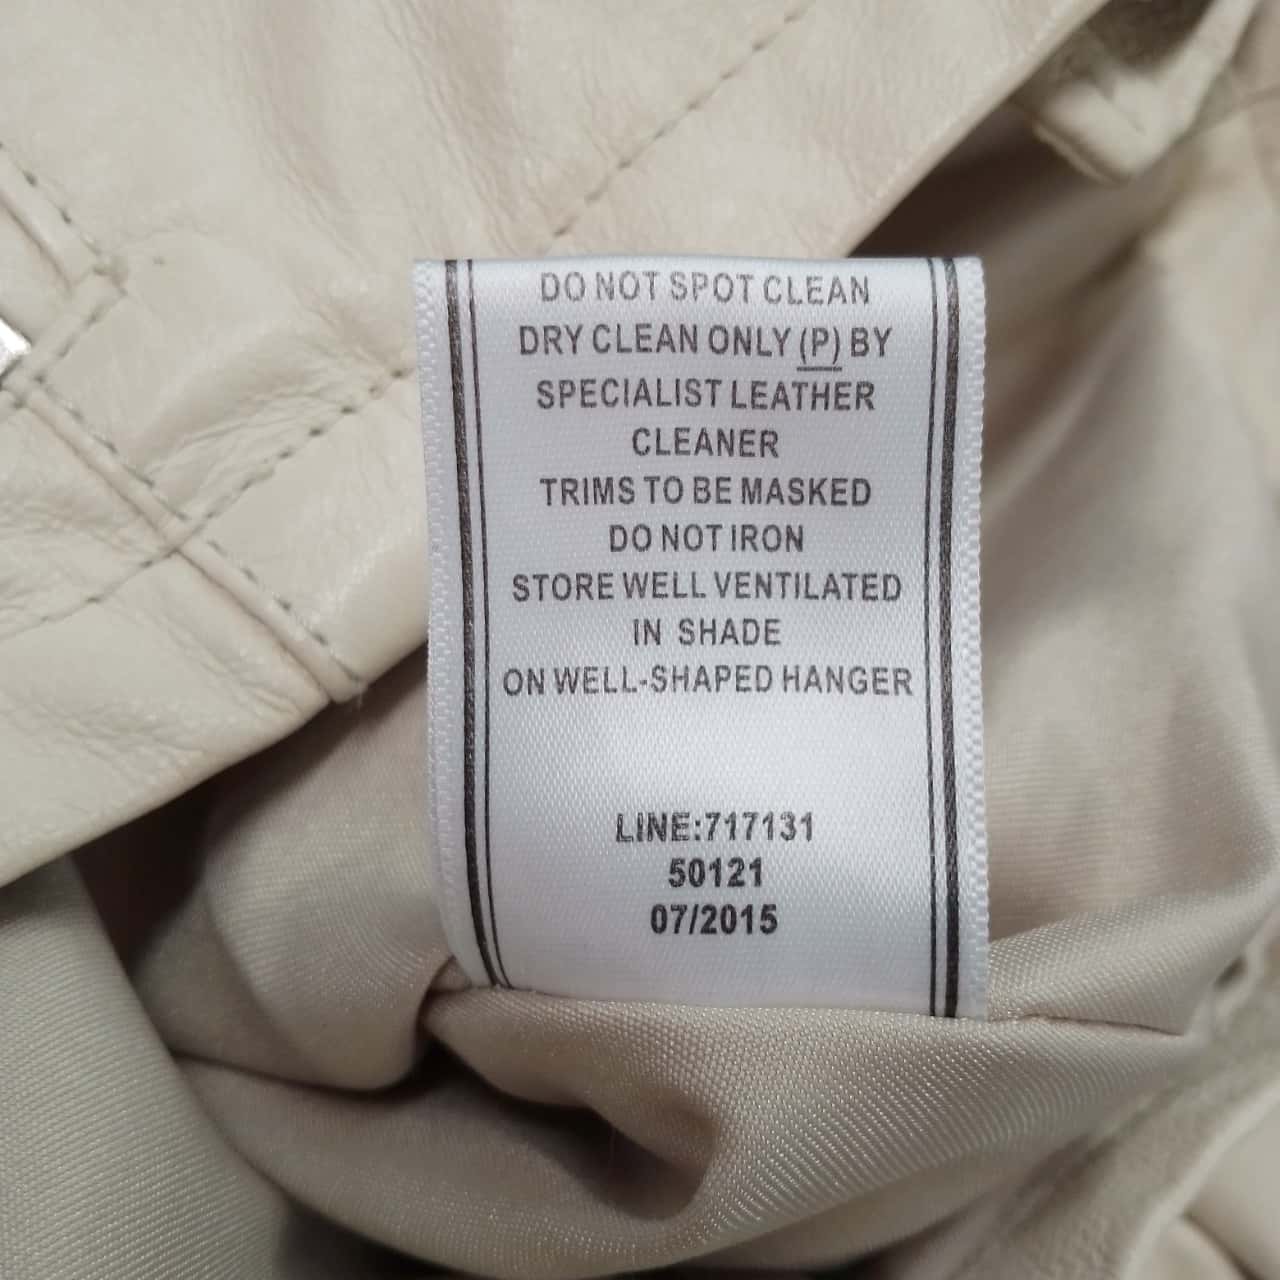 DO NOT SPOT CLEAN
DRY CLEAN ONLY (P) BY
SPECIALIST LEATHER
CLEANER
TRIMS TO BE MASKED
DO NOT IRON
STORE WELL VENTILATED
IN SHADE
ON WELL-SHAPED HANGER
LINE:717131
50121
07/2015